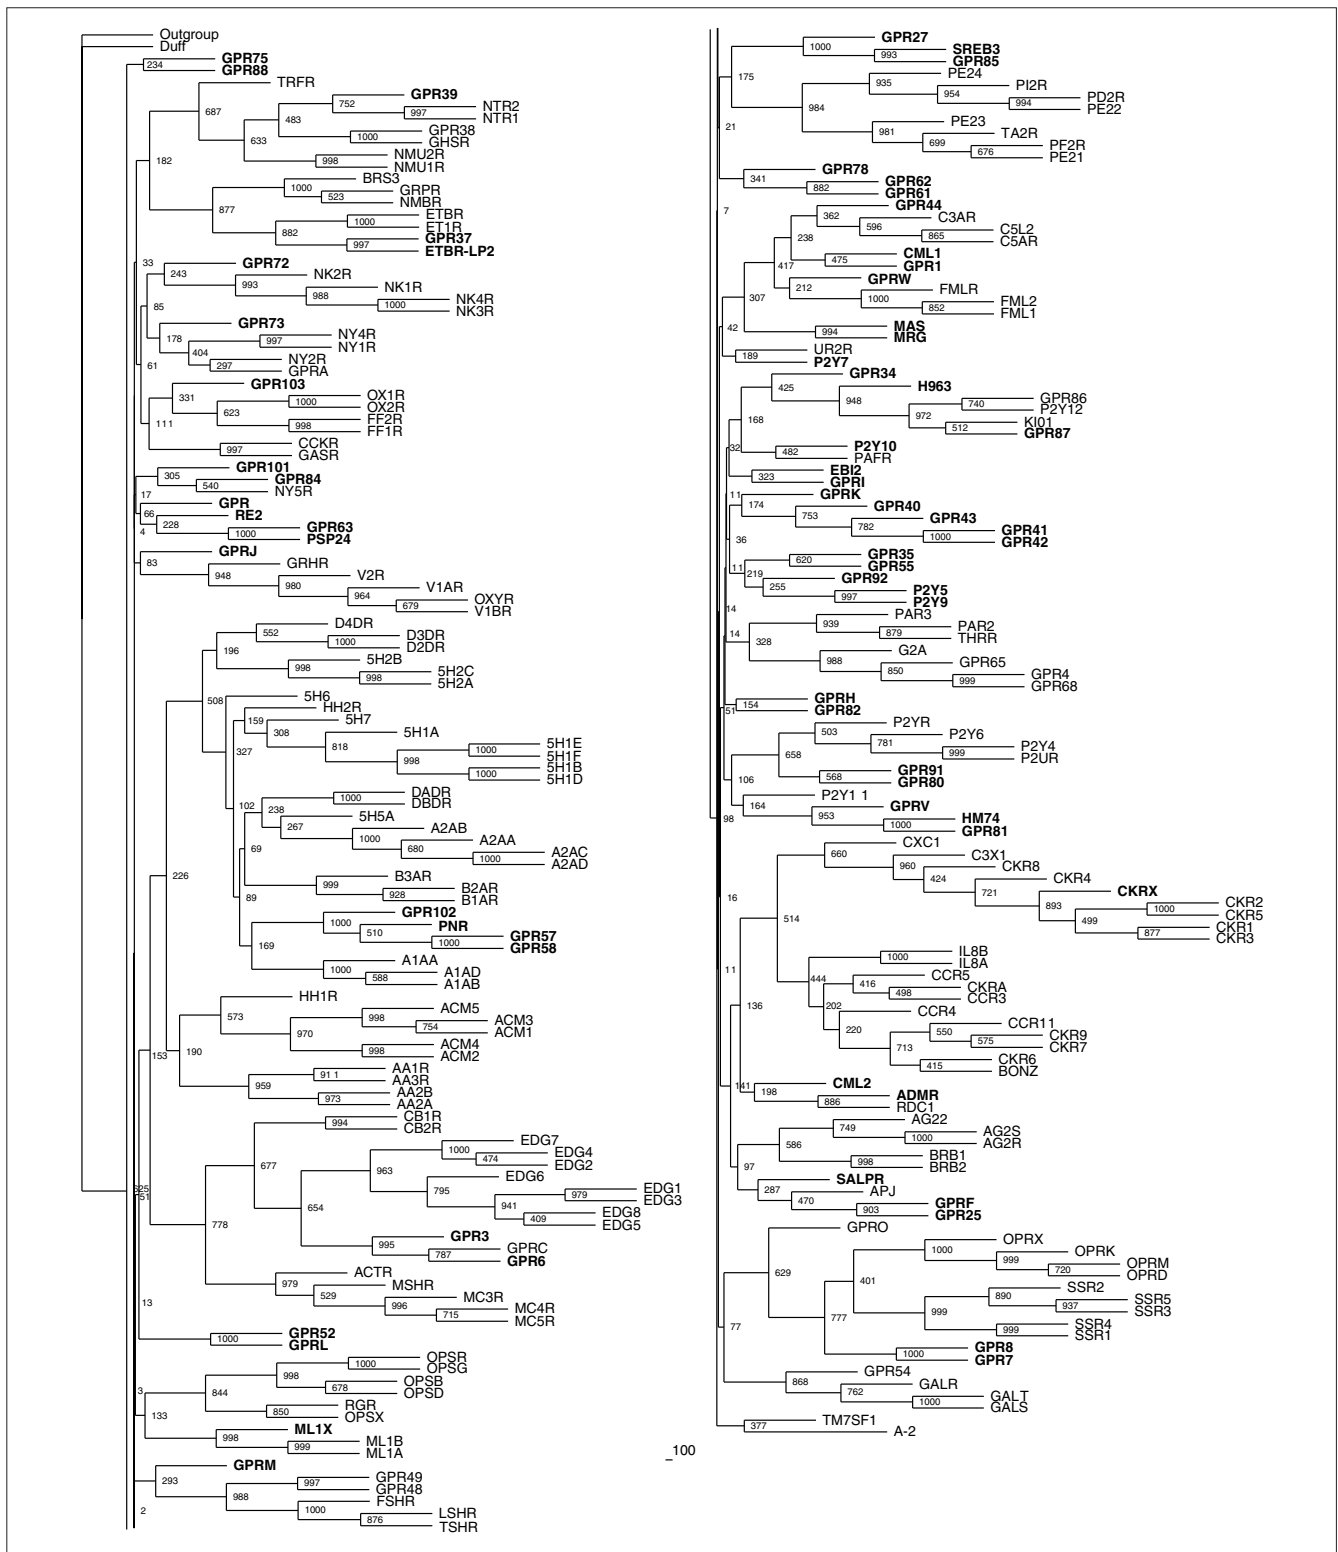 Outgroup
Duff
GPR75
234
GPR88
TRFR
GPR39
752
NTR2
997
NTR1
687
483
GPR38
1000
GHSR
633
NMU2R
998
NMU1R
182
BRS3
1000
GRPR
523
NMBR
877
ETBR
1000
ET1R
882
GPR37
997
ETBR-LP2
33
GPR72
243
NK2R
993
NK1R
988
NK4R
1000
NK3R
85
GPR73
178
NY4R
997
NY1R
404
NY2R
297
GPRA
61
GPR103
331
OX1R
1000
OX2R
623
FF2R
998
FF1R
111
CCKR
997
GASR
GPR101
305
GPR84
540
NY5R
17
GPR
66
RE2
228
GPR63
1000
PSP24
4
GPRJ
83
GRHR
948
V2R
980
V1AR
964
OXYR
679
V1BR
D4DR
552
D3DR
1000
D2DR
196
5H2B
998
5H2C
998
5H2A
508
5H6
HH2R
159
5H7
308
5H1A
818
5H1E
1000
5H1F
998
5H1B
1000
5H1D
327
DADR
1000
DBDR
102
238
5H5A
267
A2AB
1000
A2AA
680
A2AC
1000
A2AD
69
B3AR
999
B2AR
928
B1AR
226
89
GPR102
1000
PNR
510
GPR57
1000
GPR58
169
A1AA
1000
A1AD
588
A1AB
HH1R
573
ACM5
998
ACM3
754
ACM1
970
ACM4
998
ACM2
153
190
AA1R
91 1
AA3R
959
AA2B
973
AA2A
CB1R
994
CB2R
677
EDG7
1000
EDG4
474
EDG2
963
EDG6
795
EDG1
979
EDG3
941
EDG8
409
EDG5
51
654
778
GPR3
995
GPRC
787
GPR6
ACTR
979
MSHR
529
MC3R
996
MC4R
715
MC5R
13
GPR52
1000
GPRL
OPSR
1000
OPSG
998
OPSB
678
OPSD
3
844
RGR
850
OPSX
133
ML1X
998
ML1B
999
ML1A
GPRM
293
GPR49
997
GPR48
988
FSHR
1000
LSHR
876
TSHR
2
GPR27
1000
SREB3
993
GPR85
175
PE24
935
PI2R
954
PD2R
994
PE22
984
PE23
981
TA2R
699
PF2R
676
PE21
21
GPR78
341
GPR62
882
GPR61
7
GPR44
362
C3AR
596
C5L2
865
C5AR
238
CML1
475
GPR1
417
GPRW
212
FMLR
1000
FML2
852
FML1
307
MAS
994
MRG
42
UR2R
189
P2Y7
GPR34
425
H963
948
GPR86
740
P2Y12
972
KI01
512
GPR87
168
32
P2Y10
482
PAFR
EBI2
323
GPRI
11
GPRK
174
GPR40
753
GPR43
782
GPR41
1000
GPR42
36
GPR35
620
GPR55
11
219
GPR92
255
P2Y5
997
P2Y9
14
PAR3
939
PAR2
879
THRR
14
328
G2A
988
GPR65
850
GPR4
999
GPR68
GPRH
154
GPR82
51
P2YR
503
P2Y6
781
P2Y4
999
P2UR
658
GPR91
568
GPR80
106
P2Y1 1
164
GPRV
953
HM74
1000
GPR81
98
CXC1
660
C3X1
960
CKR8
424
CKR4
721
CKRX
893
CKR2
1000
CKR5
499
CKR1
877
CKR3
16
514
IL8B
1000
IL8A
444
CCR5
416
CKRA
498
CCR3
202
CCR4
220
CCR11
550
CKR9
575
CKR7
713
CKR6
415
BONZ
11
136
CML2
141
198
ADMR
886
RDC1
AG22
749
AG2S
1000
AG2R
586
BRB1
998
BRB2
97
SALPR
287
APJ
470
GPRF
903
GPR25
GPRO
629
OPRX
1000
OPRK
999
OPRM
720
OPRD
401
SSR2
890
SSR5
937
SSR3
999
SSR4
999
SSR1
777
GPR8
1000
GPR7
77
GPR54
868
GALR
762
GALT
1000
GALS
TM7SF1
377
A-2
_100